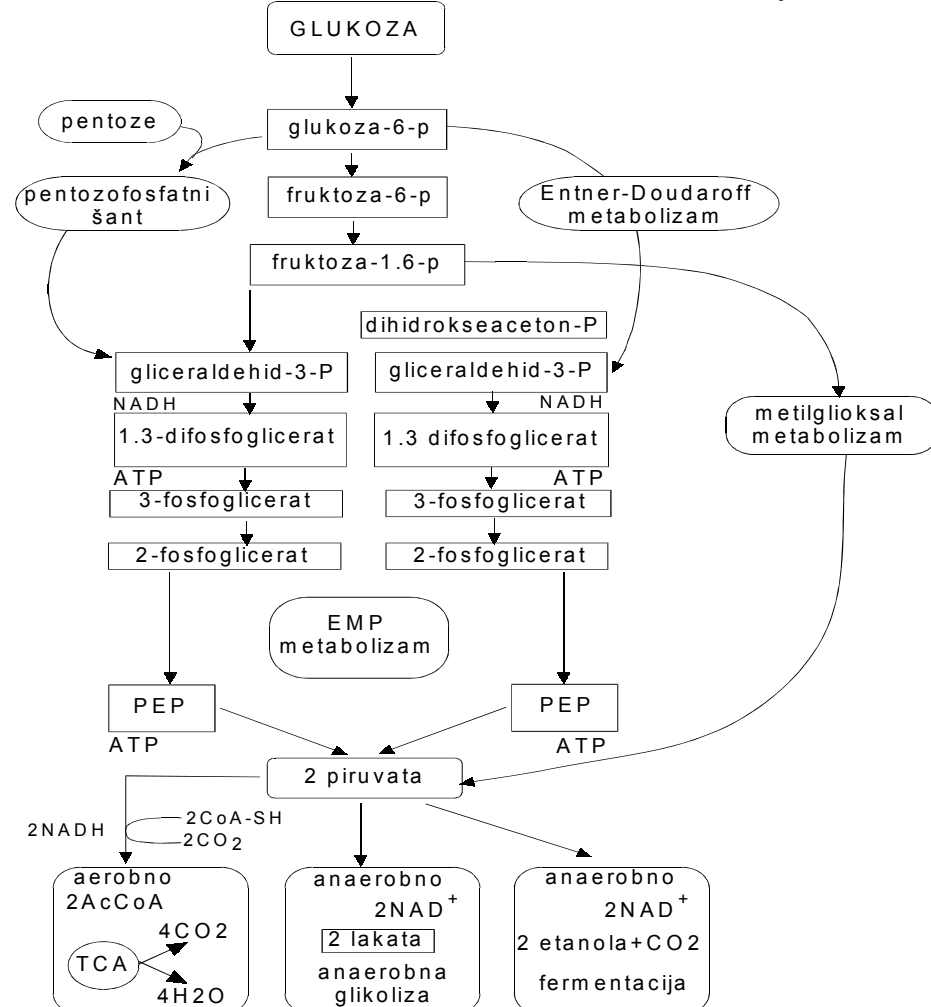 GLUKOZA
glukoza-6-p
pentoze
pentozofosfatni
šant
fruktoza-6-p
Entner-Doudaroff
metabolizam
fruktoza-1.6-p
dihidrokseaceton-P
gliceraldehid-3-P
gliceraldehid-3-P
NADH
NADH
1.3-difosfoglicerat
1.3 difosfoglicerat
metilglioksal
metabolizam
ATP
ATP
3-fosfoglicerat
3-fosfoglicerat
2-fosfoglicerat
2-fosfoglicerat
EMP
metabolizam
PEP
PEP
ATP
ATP
2 piruvata
2NADH
2CoA-SH
2CO2
aerobno
2AcCoA
4CO2
TCA
4H2O
anaerobno
2NAD+
2 lakata
anaerobna
glikoliza
anaerobno
2NAD+
2 etanola+CO2
fermentacija